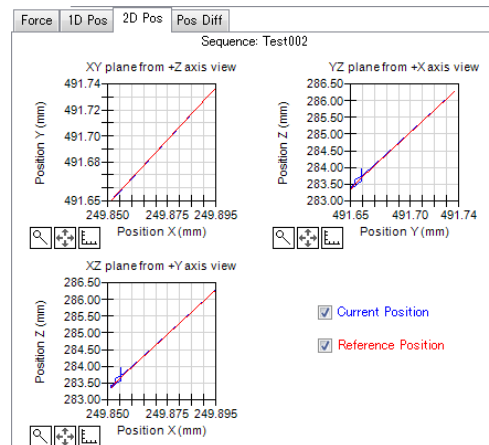 Force 1D Pos 2D Pos Pos Diff
Sequence: Test002
XY plane from +Z axis view
Position Y (mm)
491.74
491.72
491.70
491.68
491.65
249.850 249.875 249.895
Position X (mm)
YZ plane from +X axis view
Position Z (mm)
286.50
286.00
285.50
285.00
284.50
284.00
283.50
283.00
491.65 491.70 491.74
Position Y (mm)
XZ plane from +Y axis view
Position Z (mm)
286.50
286.00
285.50
285.00
284.50
284.00
283.50
283.00
249.850 249.875 249.895
Position X (mm)
Current Position
Reference Position